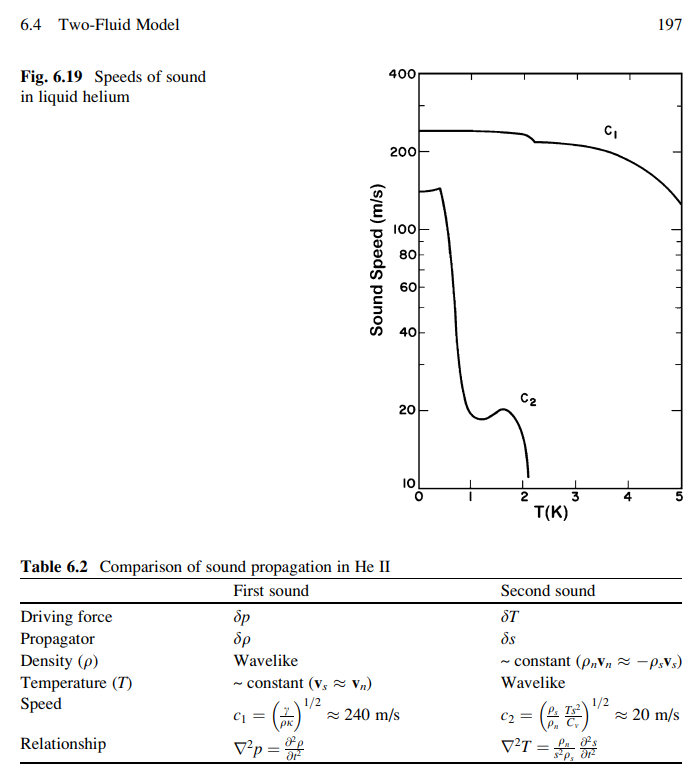 6.4 Two-Fluid Model 197
Fig. 6.19 Speeds of sound
in liquid helium
400
200
100
80
60
40
20
10
Sound Speed (m/s)
C₁
C₂
0 1 2 3 4 5
T(K)
Table 6.2 Comparison of sound propagation in He II
First sound Second sound
Driving force δp δT
Propagator δρ δs
Density (ρ) Wavelike ~ constant (ρₙvₙ ≈ −ρₛvₛ)
Temperature (T) ~ constant (vₛ ≈ vₙ) Wavelike
Speed c₁ = (γ/ρκ)^1/2 ≈ 240 m/s c₂ = (ρₛ/ρₙ Ts²/Cᵥ)^1/2 ≈ 20 m/s
Relationship ∇²p = ∂²ρ/∂t² ∇²T = ρₙ/s²ρₛ ∂²s/∂t²